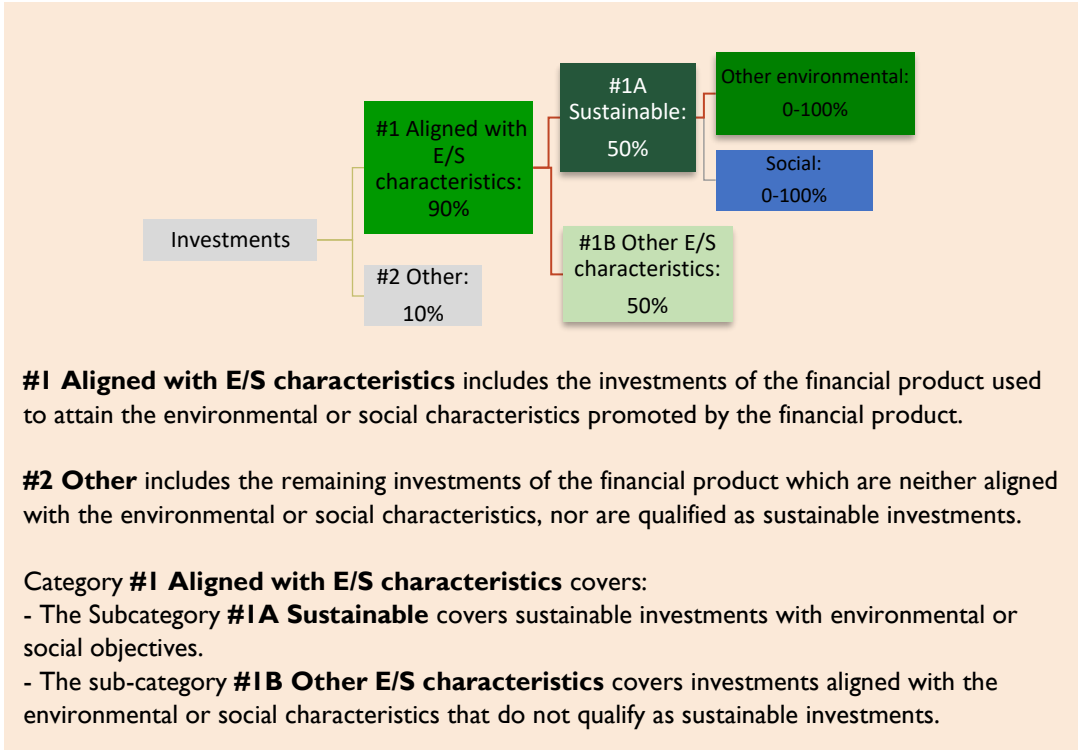 Investments
#1 Aligned with
E/S
characteristics:
90%
#2 Other:
10%
#1A
Sustainable:
50%
#1B Other E/S
characteristics:
50%
Other environmental:
0-100%
Social:
0-100%
#1 Aligned with E/S characteristics includes the investments of the financial product used
to attain the environmental or social characteristics promoted by the financial product.
#2 Other includes the remaining investments of the financial product which are neither aligned
with the environmental or social characteristics, nor are qualified as sustainable investments.
Category #1 Aligned with E/S characteristics covers:
- The Subcategory #1A Sustainable covers sustainable investments with environmental or
social objectives.
- The sub-category #1B Other E/S characteristics covers investments aligned with the
environmental or social characteristics that do not qualify as sustainable investments.